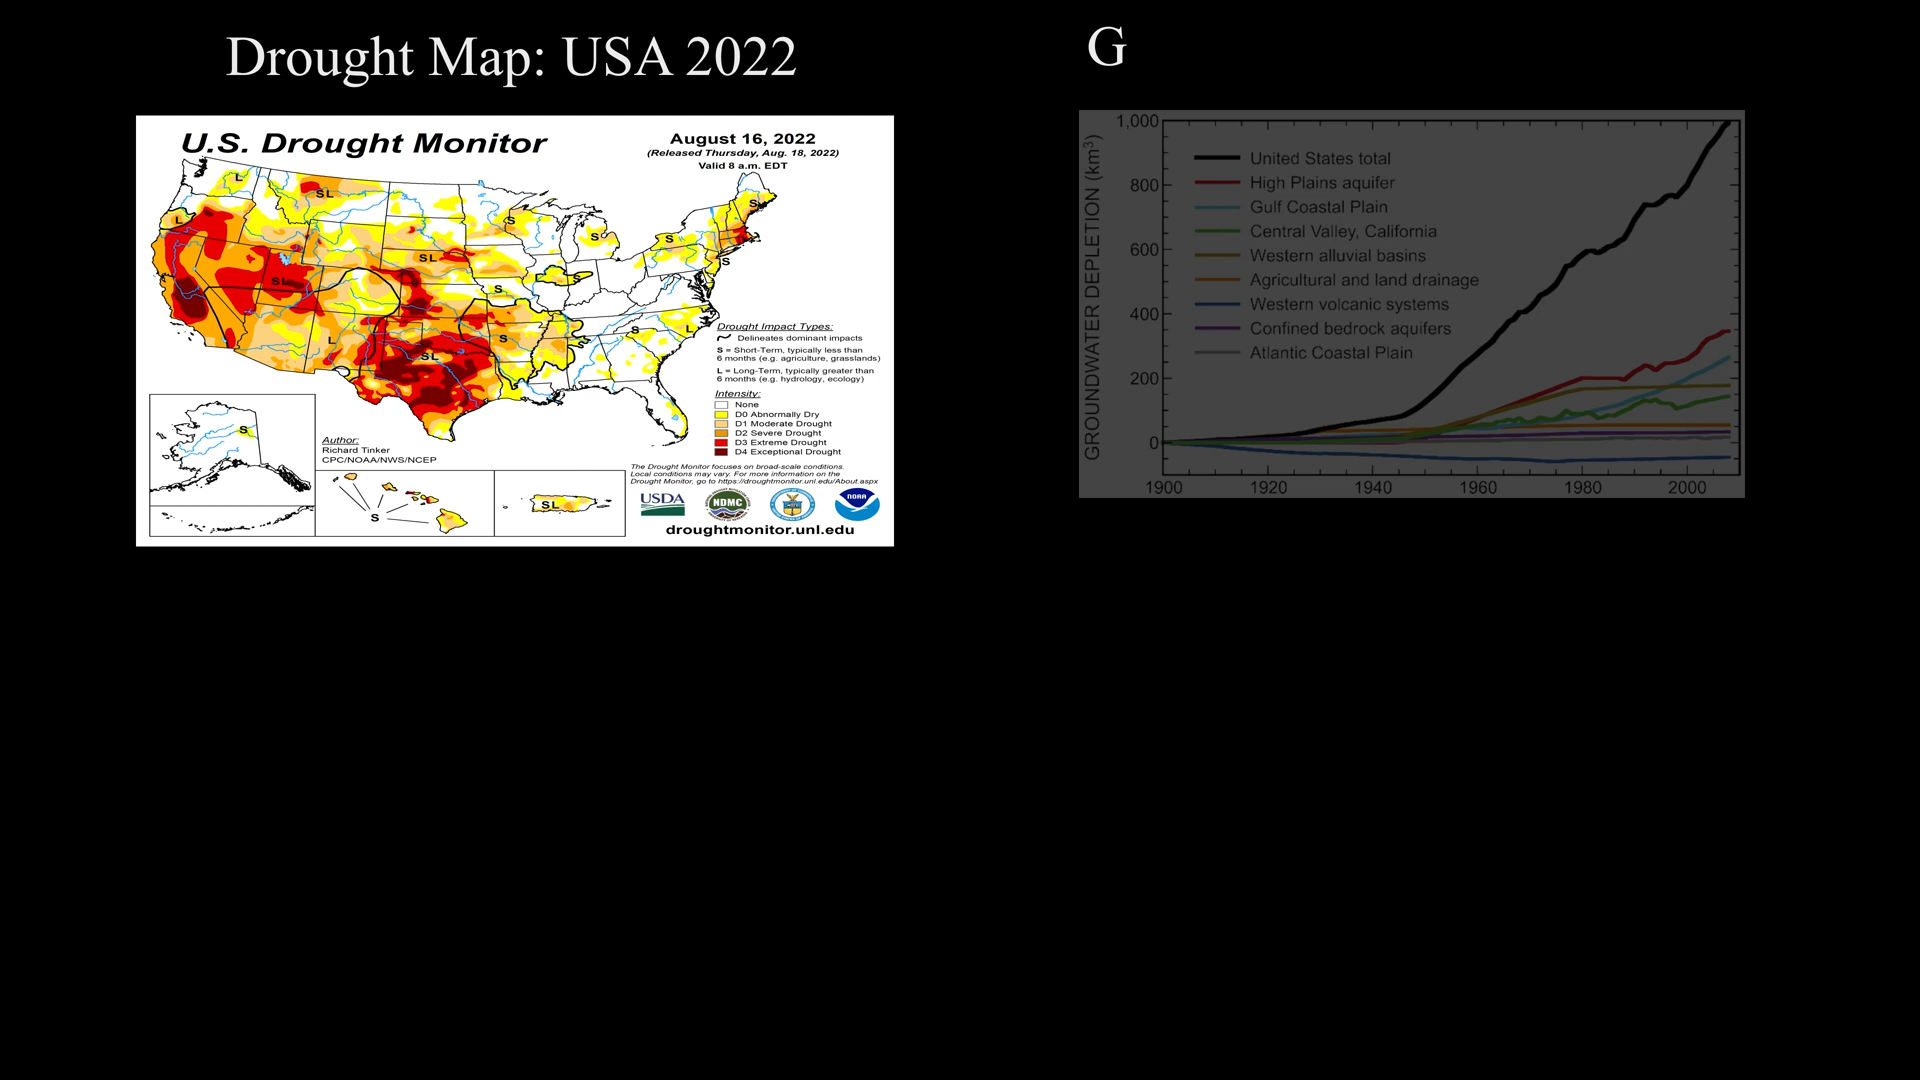 Drought Map: USA 2022
G
U.S. Drought Monitor
August 16, 2022
(Released Thursday, Aug. 18, 2022)
Valid 8 a.m. EDT
L
SL
S
S
L
S
S
S
SL
SL
S
S
S
S
L
L
S
SL
Drought Impact Types:
Delineates dominant impacts
S = Short-Term, typically less than
6 months (e.g. agriculture, grasslands)
L = Long-Term, typically greater than
6 months (e.g. hydrology, ecology)
Intensity:
None
D0 Abnormally Dry
D1 Moderate Drought
D2 Severe Drought
D3 Extreme Drought
D4 Exceptional Drought
S
Author:
Richard Tinker
CPC/NOAA/NWS/NCEP
S
SL
The Drought Monitor focuses on broad-scale conditions.
Local conditions may vary. For more information on the
Drought Monitor, go to https://droughtmonitor.unl.edu/About.aspx
USDA
NDMC
NOAA
droughtmonitor.unl.edu
GROUNDWATER DEPLETION (km³)
1,000
800
600
400
200
0
United States total
High Plains aquifer
Gulf Coastal Plain
Central Valley, California
Western alluvial basins
Agricultural and land drainage
Western volcanic systems
Confined bedrock aquifers
Atlantic Coastal Plain
1900 1920 1940 1960 1980 2000